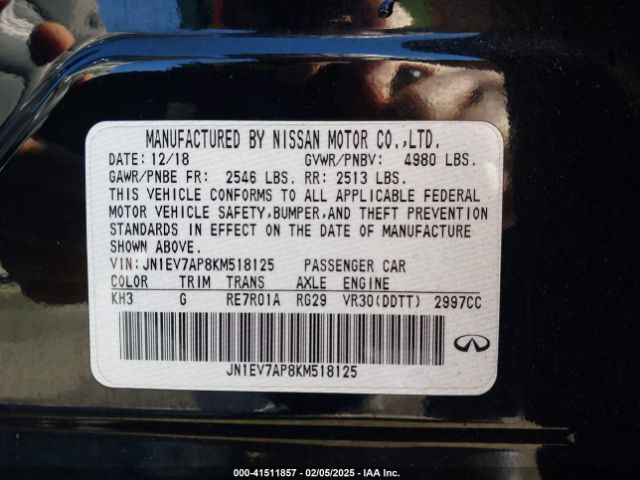 MANUFACTURED BY NISSAN MOTOR CO.,LTD.
DATE: 12/18 GVWR/PNBV: 4980 LBS.
GAWR/PNBE FR: 2546 LBS. RR: 2513 LBS.
THIS VEHICLE CONFORMS TO ALL APPLICABLE FEDERAL
MOTOR VEHICLE SAFETY,BUMPER,AND THEFT PREVENTION
STANDARDS IN EFFECT ON THE DATE OF MANUFACTURE
SHOWN ABOVE.
VIN:JN1EV7AP8KM518125 PASSENGER CAR
COLOR TRIM TRANS AXLE ENGINE
KH3 G RE7R01A RG29 VR30(DDTT) 2997CC
JN1EV7AP8KM518125
000-41511857 - 02/05/2025 - IAA Inc.